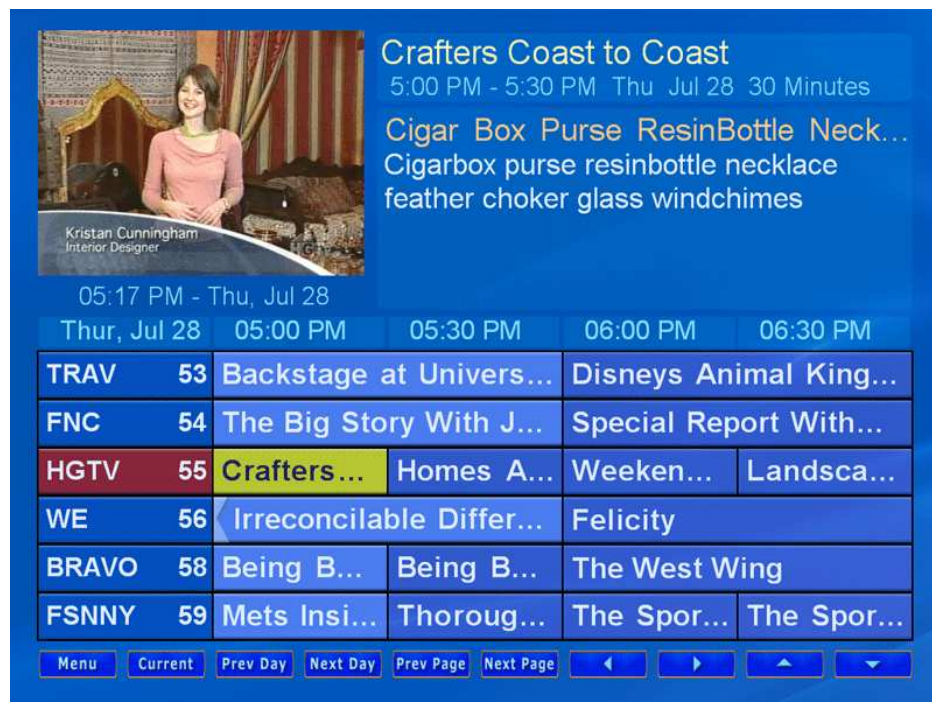 Crafters Coast to Coast
5:00 PM - 5:30 PM Thu Jul 28 30 Minutes
Cigar Box Purse ResinBottle Neck...
Cigarbox purse resinbottle necklace
feather choker glass windchimes
Kristan Cunningham
Interior Designer
HGTV
05:17 PM - Thu, Jul 28
Thur, Jul 28 05:00 PM 05:30 PM 06:00 PM 06:30 PM
TRAV 53 Backstage at Univers... Disneys Animal King...
FNC 54 The Big Story With J... Special Report With...
HGTV 55 Crafters... Homes A... Weeken... Landsca...
WE 56 Irreconcilable Differ... Felicity
BRAVO 58 Being B... Being B... The West Wing
FSNNY 59 Mets Insi... Thoroug... The Spor... The Spor...
Menu Current Prev Day Next Day Prev Page Next Page